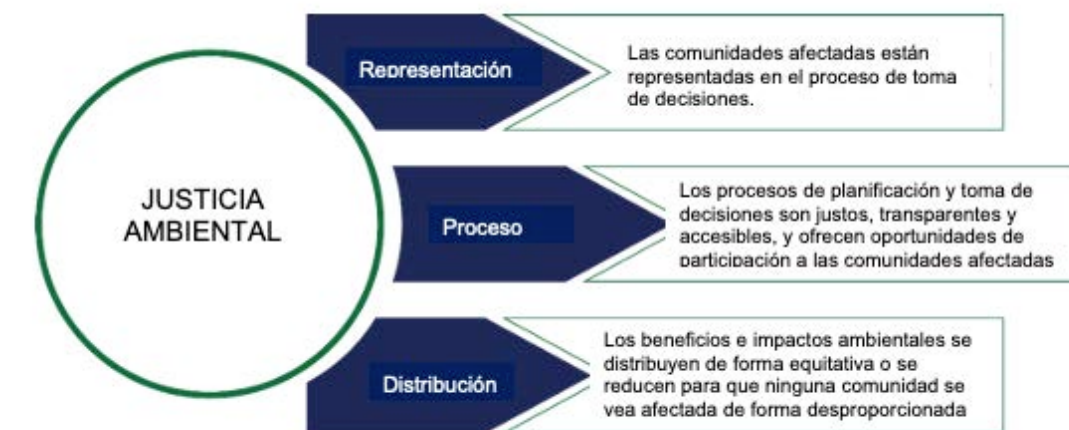 JUSTICIA
AMBIENTAL
Representación
Las comunidades afectadas están
representadas en el proceso de toma
de decisiones.
Proceso
Los procesos de planificación y toma de
decisiones son justos, transparentes y
accesibles, y ofrecen oportunidades de
participación a las comunidades afectadas
Distribución
Los beneficios e impactos ambientales se
distribuyen de forma equitativa o se
reducen para que ninguna comunidad se
vea afectada de forma desproporcionada